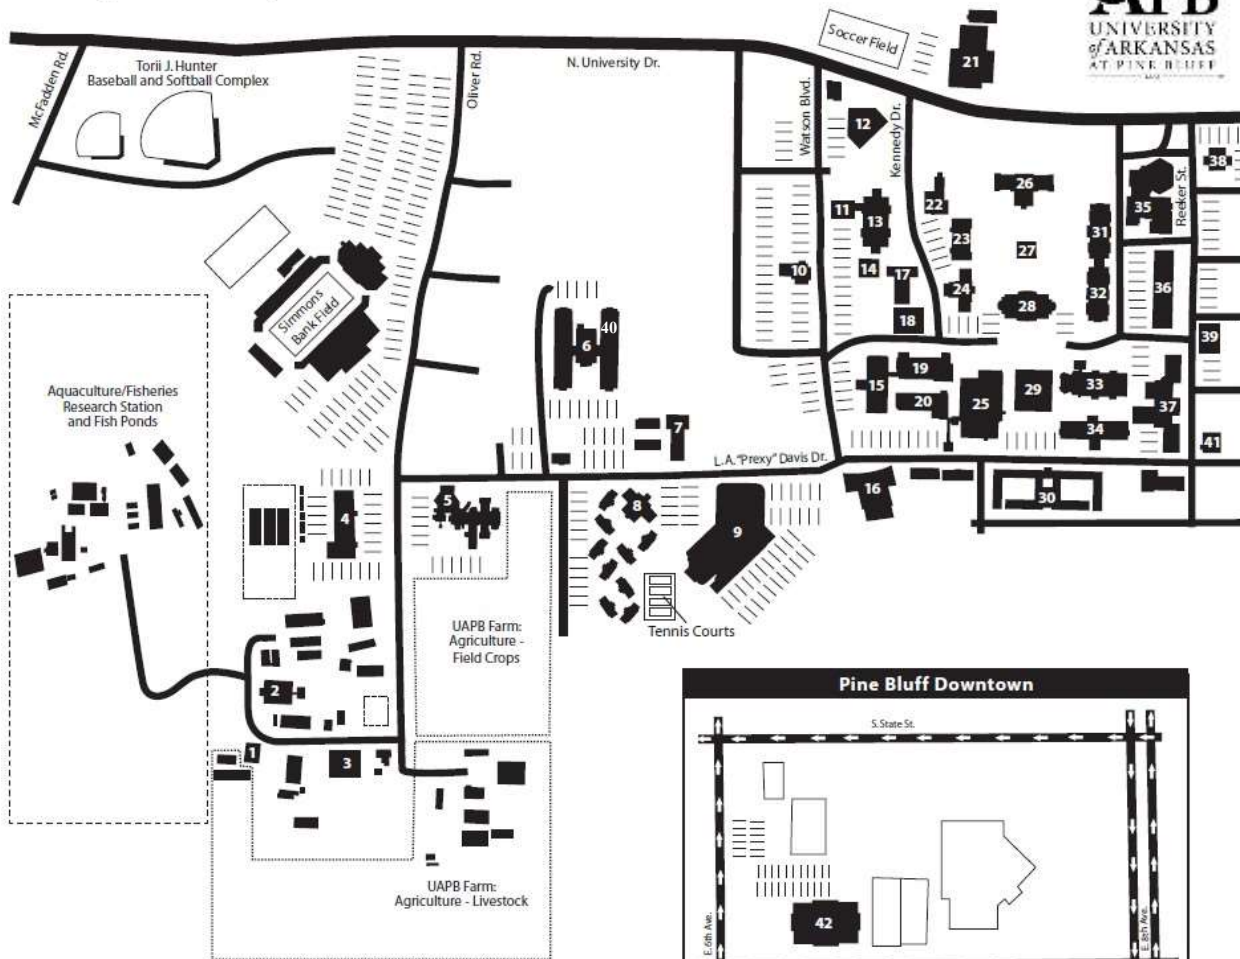 APB
UNIVERSITY
of ARKANSAS
AT PINE BLUFF
Soccer Field
21
McFadden Rd.
Torii J. Hunter
Baseball and Softball Complex
Oliver Rd.
N. University Dr.
Watson Blvd.
12
Kennedy Dr.
38
26
Reeker St.
22
35
11
13
31
23
27
10
14
17
24
32
36
28
Simmons
Bank Field
18
40
6
39
19
33
15
29
20
25
37
Aquaculture/Fisheries
Research Station
and Fish Ponds
7
34
41
L.A. "Prexy" Davis Dr.
16
30
5
8
4
9
Tennis Courts
UAPB Farm:
Agriculture -
Field Crops
2
1
3
UAPB Farm:
Agriculture - Livestock
Pine Bluff Downtown
S. State St.
42
E. 6th Ave.
E. 8th Ave.